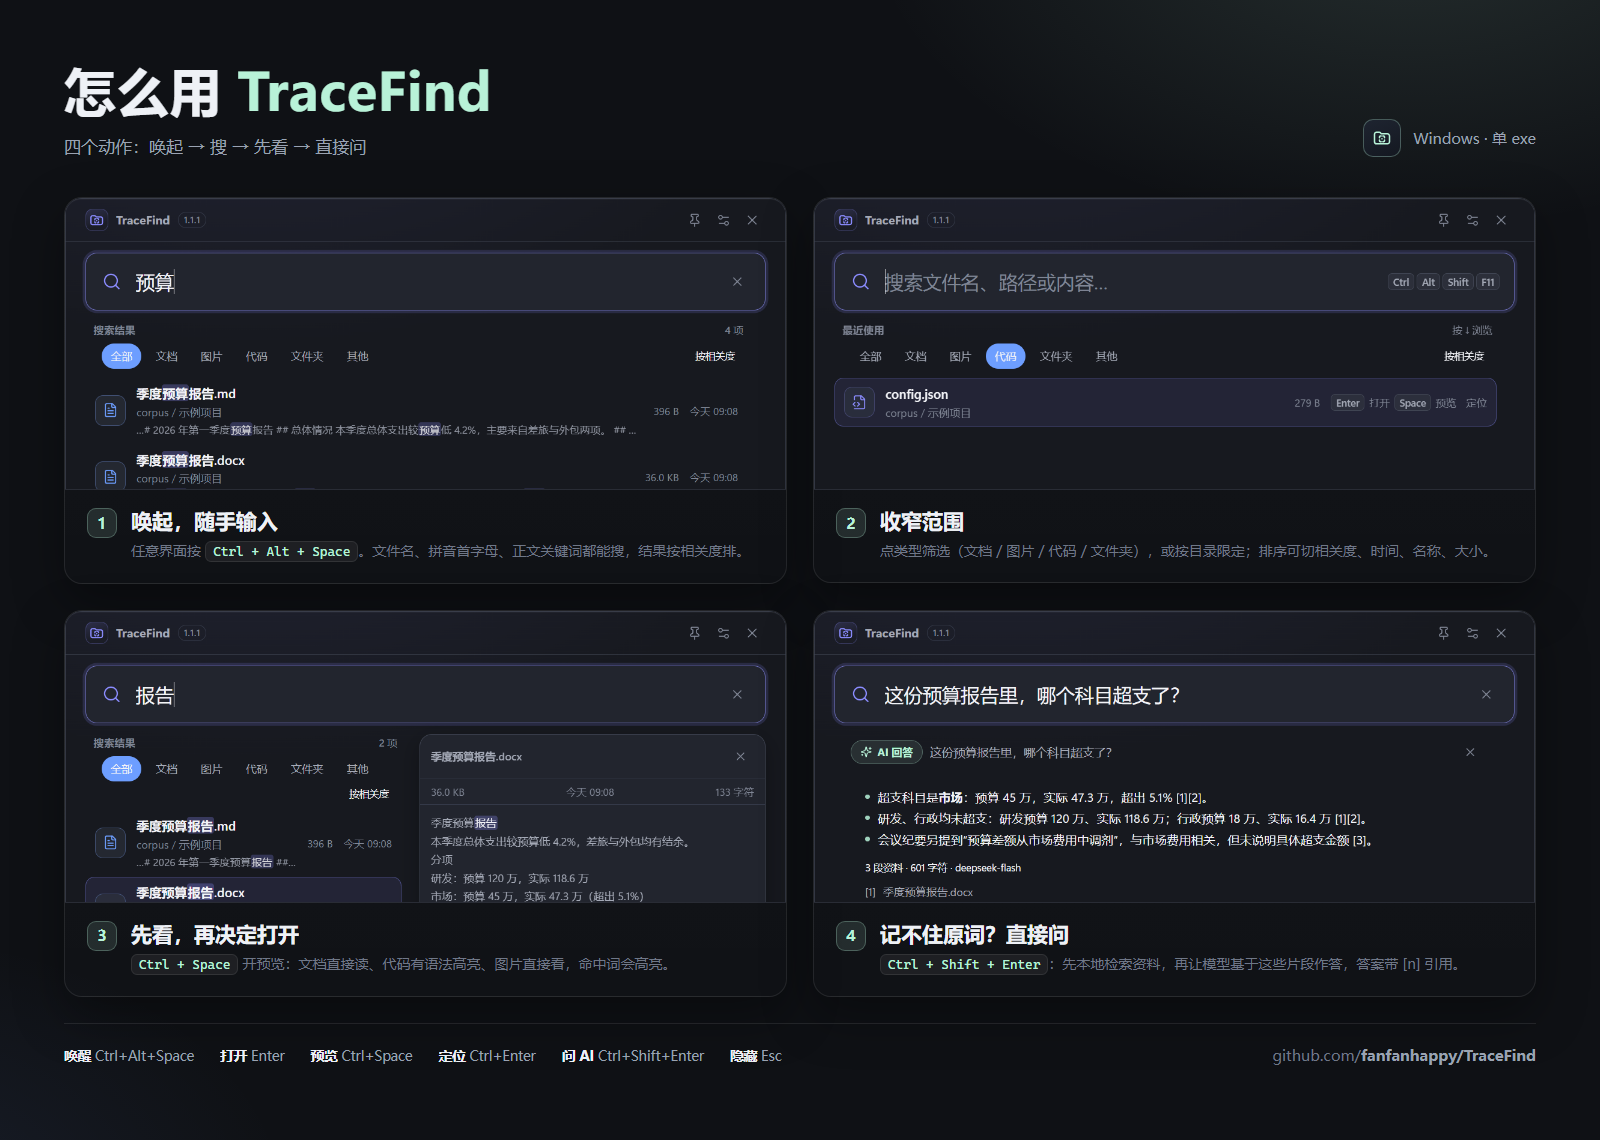 怎么用 TraceFind
四个动作：唤起 → 搜 → 先看 → 直接问
Windows · 单 exe
TraceFind 1.1.1
预算
搜索结果 4 项
全部 文档 图片 代码 文件夹 其他 按相关度
季度预算报告.md
corpus / 示例项目 396 B 今天 09:08
...# 2026 年第一季度预算报告 ## 总体情况 本季度总体支出较预算低 4.2%，主要来自差旅与外包两项。 ## ...
季度预算报告.docx
corpus / 示例项目 36.0 KB 今天 09:08
1 唤起，随手输入
任意界面按 Ctrl + Alt + Space 。文件名、拼音首字母、正文关键词都能搜，结果按相关度排。
TraceFind 1.1.1
搜索文件名、路径或内容... Ctrl Alt Shift F11
最近使用 按 ↓ 浏览
全部 文档 图片 代码 文件夹 其他 按相关度
config.json
corpus / 示例项目 279 B Enter 打开 Space 预览 定位
2 收窄范围
点类型筛选（文档 / 图片 / 代码 / 文件夹），或按目录限定；排序可切相关度、时间、名称、大小。
TraceFind 1.1.1
报告
搜索结果 2 项
全部 文档 图片 代码 文件夹 其他
按相关度
季度预算报告.md
corpus / 示例项目 396 B 今天 09:08
...# 2026 年第一季度预算报告 ##...
季度预算报告.docx
季度预算报告.docx
36.0 KB 今天 09:08 133 字符
季度预算报告
本季度总体支出较预算低 4.2%，差旅与外包均有结余。
分项
研发：预算 120 万，实际 118.6 万
市场：预算 45 万，实际 47.3 万（超出 5.1%）
3 先看，再决定打开
Ctrl + Space 开预览：文档直接读、代码有语法高亮、图片直接看，命中词会高亮。
TraceFind 1.1.1
这份预算报告里，哪个科目超支了？
AI 回答 这份预算报告里，哪个科目超支了？
• 超支科目是市场：预算 45 万，实际 47.3 万，超出 5.1% [1][2]。
• 研发、行政均未超支：研发预算 120 万、实际 118.6 万；行政预算 18 万、实际 16.4 万 [1][2]。
• 会议纪要另提到“预算差额从市场费用中调剂”，与市场费用相关，但未说明具体超支金额 [3]。
3 段资料 · 601 字符 · deepseek-flash
[1] 季度预算报告.docx
4 记不住原词？直接问
Ctrl + Shift + Enter ：先本地检索资料，再让模型基于这些片段作答，答案带 [n] 引用。
唤醒 Ctrl+Alt+Space 打开 Enter 预览 Ctrl+Space 定位 Ctrl+Enter 问 AI Ctrl+Shift+Enter 隐藏 Esc
github.com/fanfanhappy/TraceFind